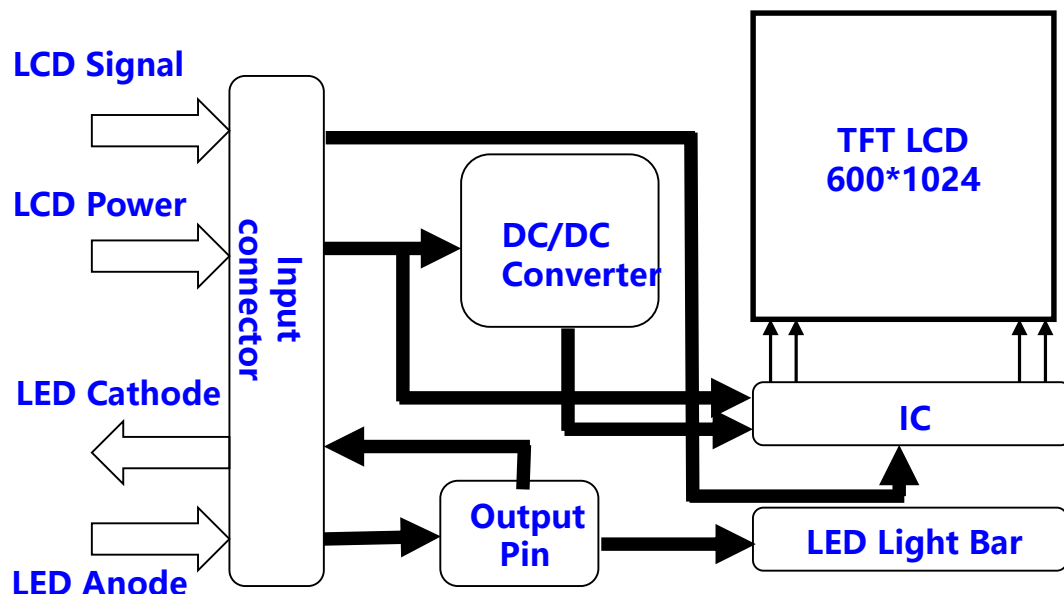 LCD Signal
LCD Power
LED Cathode
LED Anode
Input
connector
DC/DC
Converter
Output
Pin
TFT LCD
600*1024
IC
LED Light Bar